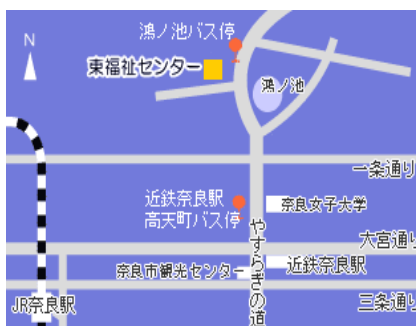 鴻ノ池バス停
N
東福祉センター
鴻ノ池
一条通り
近鉄奈良駅
高天町バス停
奈良女子大学
やすらぎの道
大宮通り
奈良市観光センター
近鉄奈良駅
JR奈良駅
三条通り